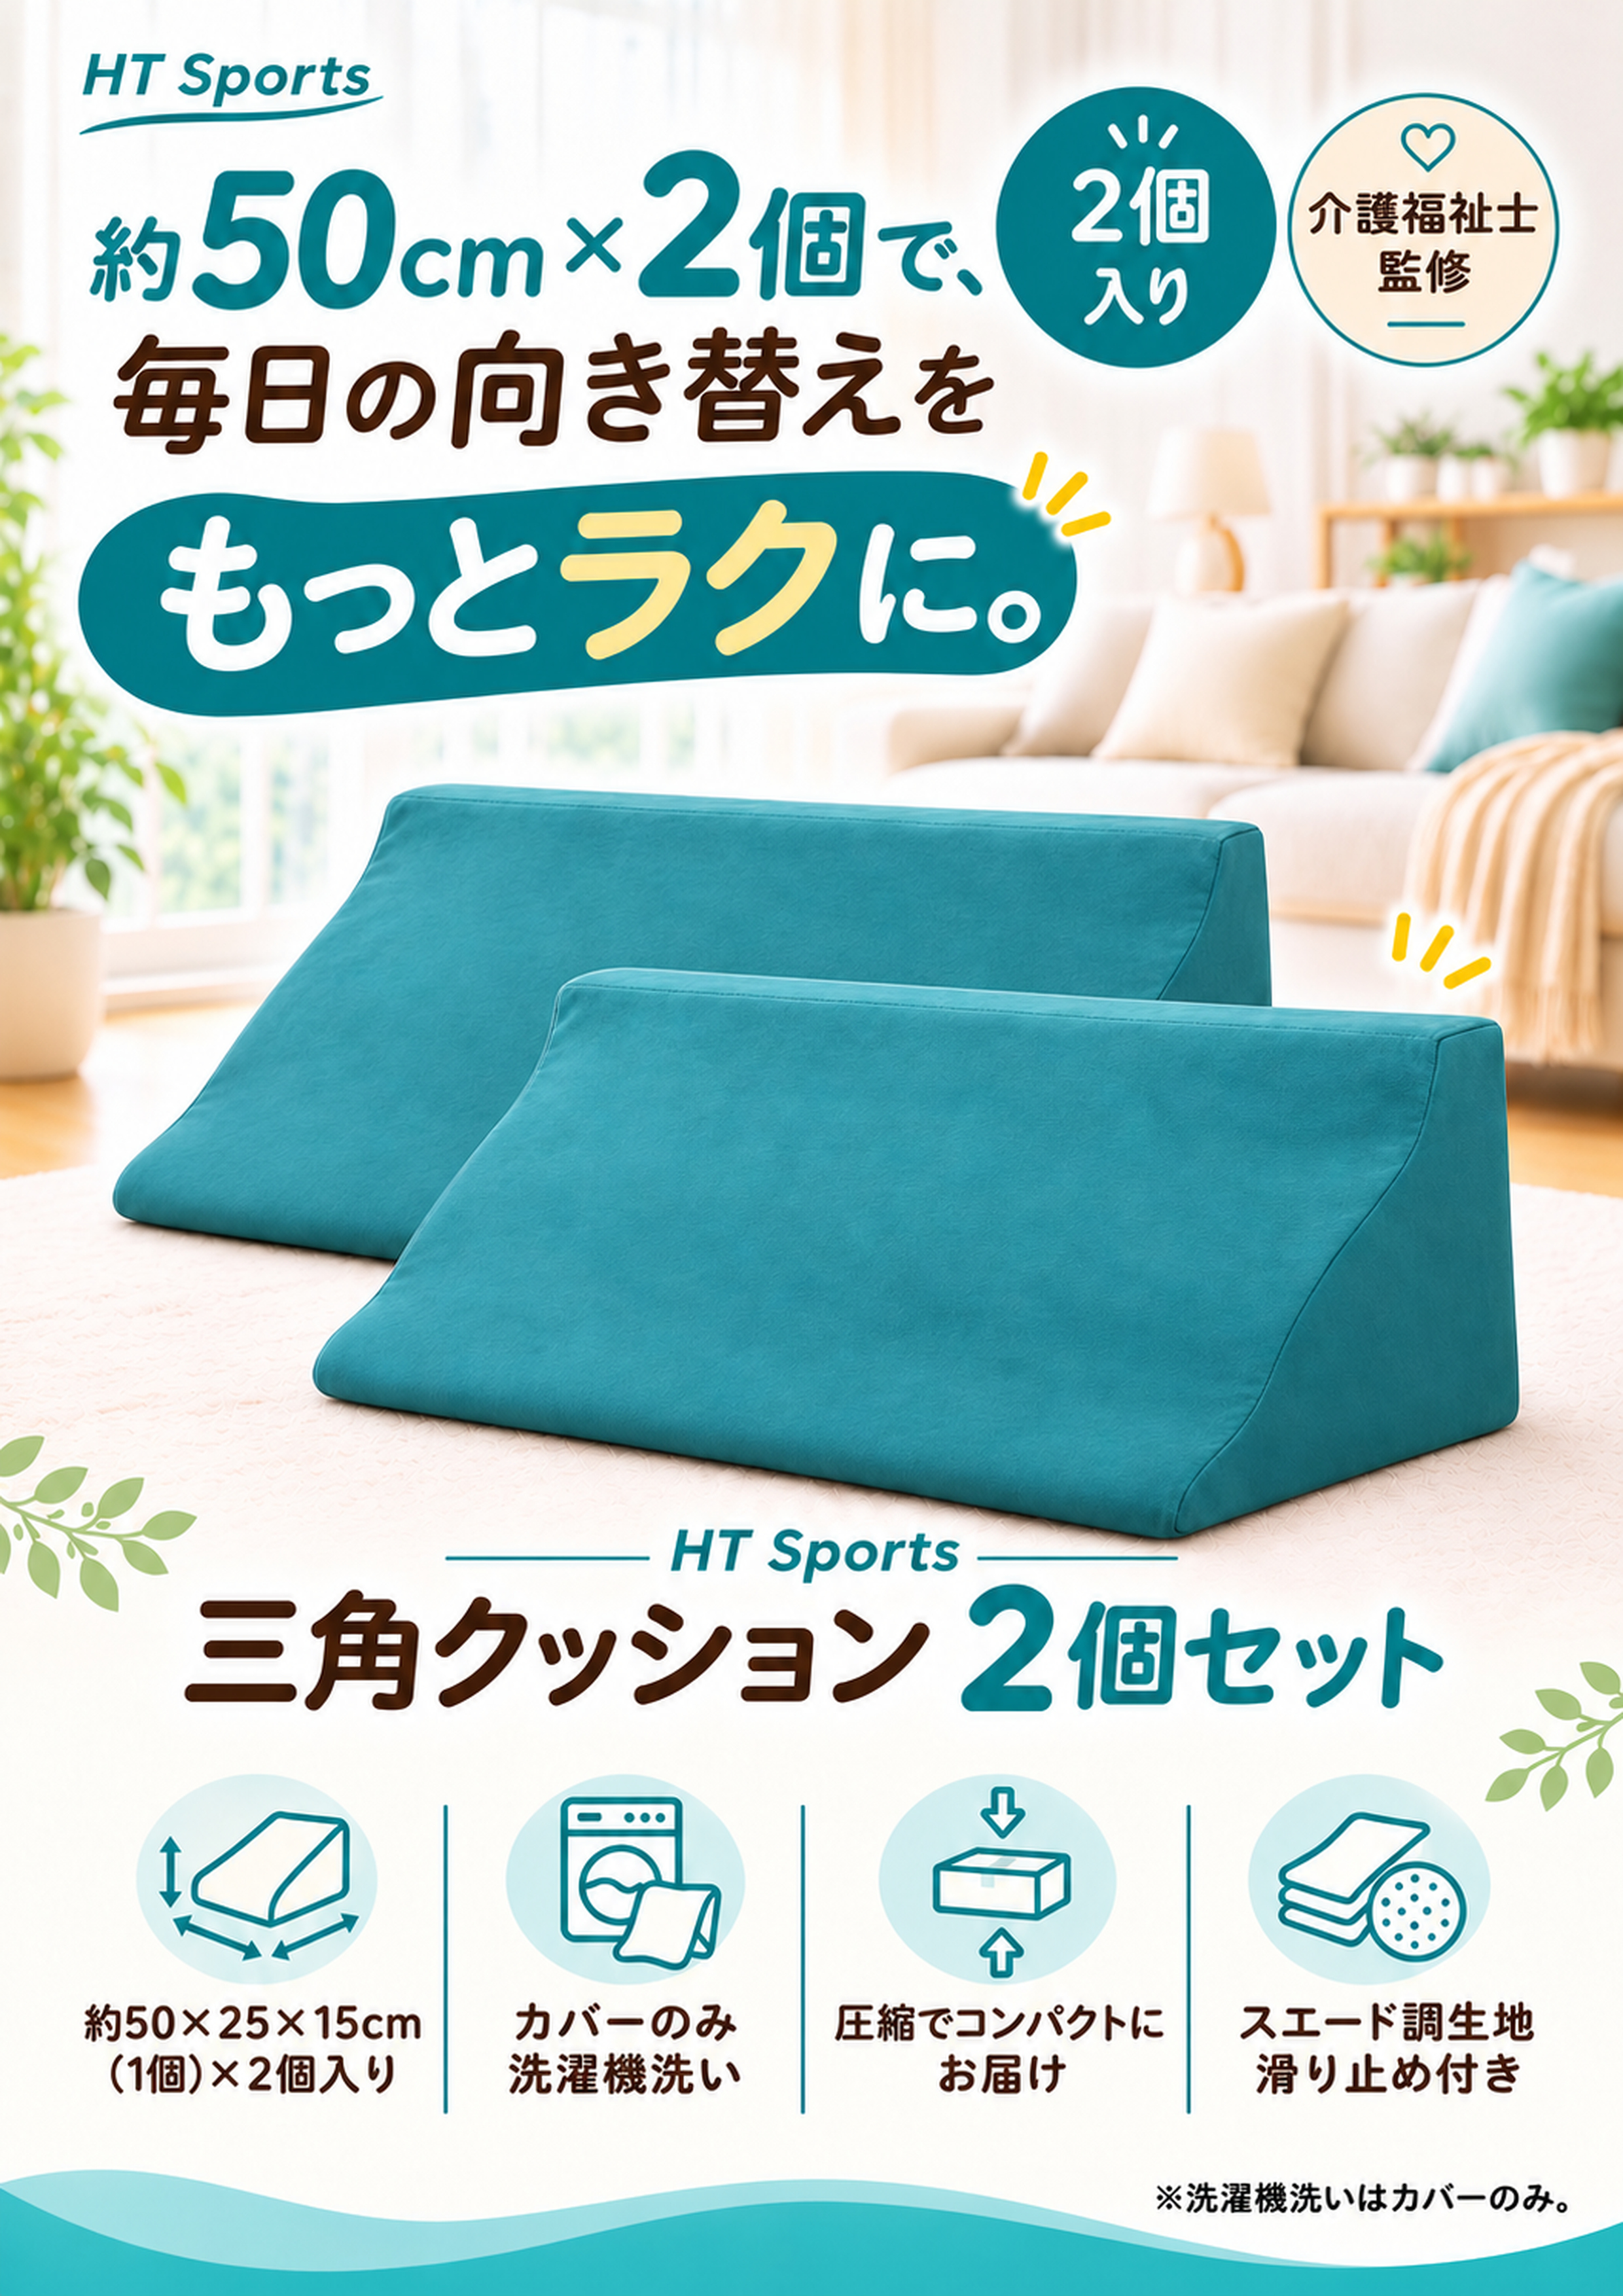 HT Sports
約50cm×2個で、
毎日の向き替えを
もっとラクに。
2個
入り
介護福祉士
監修
HT Sports
三角クッション 2個セット
約50×25×15cm
(1個)×2個入り
カバーのみ
洗濯機洗い
圧縮でコンパクトに
お届け
スエード調生地
滑り止め付き
※洗濯機洗いはカバーのみ。